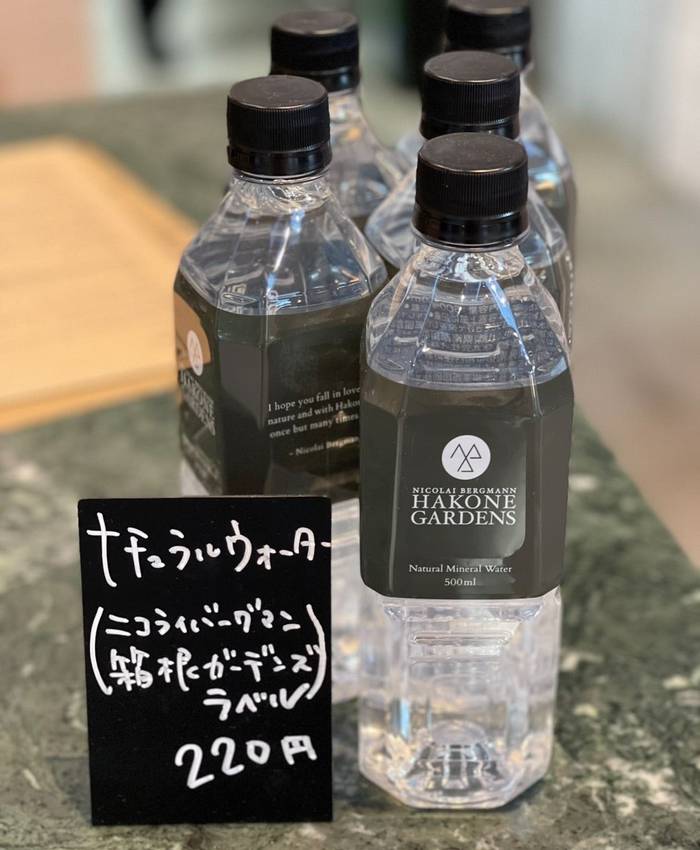 ナチュラルウォーター
(ニコライバーグマン
箱根ガーデンズ
ラベル)
220円
NICOLAI BERGMANN
HAKONE
GARDENS
Natural Mineral Water
500ml
HAKONE
GARDENS
I hope you fall in love
nature and with
once but many times
- Nicolai